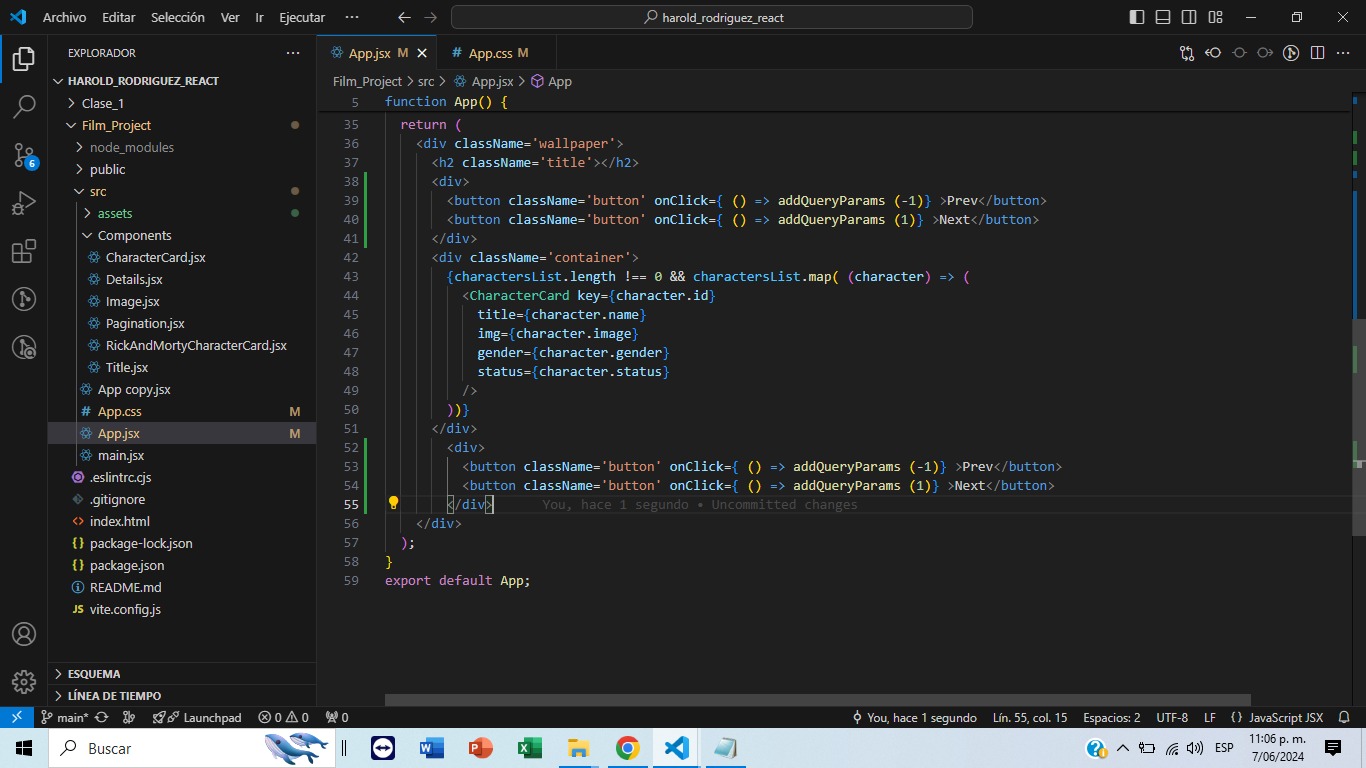 Archivo Editar Selección Ver Ir Ejecutar ··· harold_rodriguez_react
EXPLORADOR ···
HAROLD_RODRIGUEZ_REACT
Clase_1
Film_Project
node_modules
public
src
assets
Components
CharacterCard.jsx
Details.jsx
Image.jsx
Pagination.jsx
RickAndMortyCharacterCard.jsx
Title.jsx
App copy.jsx
# App.css M
App.jsx M
main.jsx
.eslintrc.cjs
.gitignore
<> index.html
{} package-lock.json
{} package.json
README.md
JS vite.config.js
ESQUEMA
LÍNEA DE TIEMPO
6
App.jsx M # App.css M
Film_Project > src > App.jsx > App
5 function App() {
35 return (
36 <div className='wallpaper'>
37 <h2 className='title'></h2>
38 <div>
39 <button className='button' onClick={ () => addQueryParams (-1)} >Prev</button>
40 <button className='button' onClick={ () => addQueryParams (1)} >Next</button>
41 </div>
42 <div className='container'>
43 {charactersList.length !== 0 && charactersList.map( (character) => (
44 <CharacterCard key={character.id}
45 title={character.name}
46 img={character.image}
47 gender={character.gender}
48 status={character.status}
49 />
50 ))}
51 </div>
52 <div>
53 <button className='button' onClick={ () => addQueryParams (-1)} >Prev</button>
54 <button className='button' onClick={ () => addQueryParams (1)} >Next</button>
55 </div> You, hace 1 segundo • Uncommitted changes
56 </div>
57 );
58 }
59 export default App;
main* Launchpad 0 0 0 You, hace 1 segundo Lín. 55, col. 15 Espacios: 2 UTF-8 LF {} JavaScript JSX
Buscar ESP 11:06 p. m.
7/06/2024